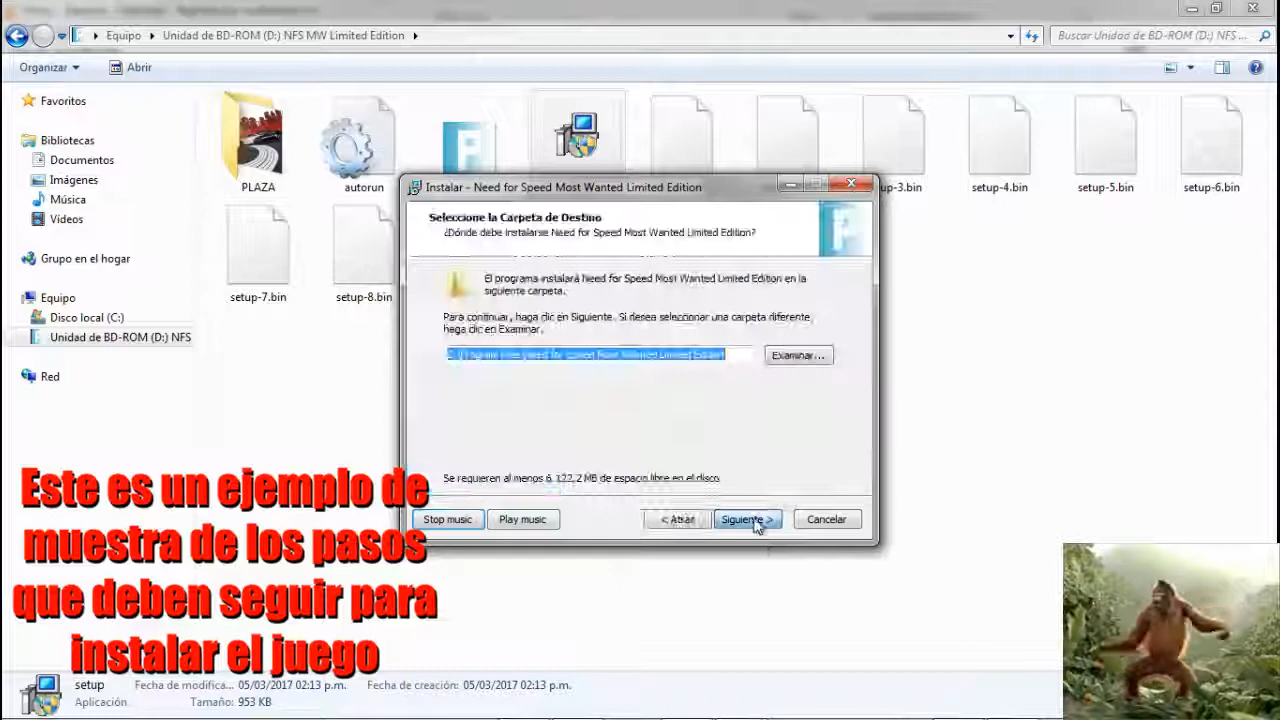 Equipo ▸ Unidad de BD-ROM (D:) NFS MW Limited Edition ▸
Buscar Unidad de BD-ROM (D:) NFS ...
Organizar
Abrir
Favoritos
Bibliotecas
Documentos
Imágenes
Música
Vídeos
Grupo en el hogar
Equipo
Disco local (C:)
Unidad de BD-ROM (D:) NFS
Red
PLAZA
autorun
-3.bin
setup-4.bin
setup-5.bin
setup-6.bin
setup-7.bin
setup-8.bin
Instalar - Need for Speed Most Wanted Limited Edition
Seleccione la Carpeta de Destino
¿Dónde debe instalarse Need for Speed Most Wanted Limited Edition?
El programa instalará Need for Speed Most Wanted Limited Edition en la
siguiente carpeta.
Para continuar, haga clic en Siguiente. Si desea seleccionar una carpeta diferente,
haga clic en Examinar.
Examinar...
Se requieren al menos 6.122,2 MB de espacio libre en el disco
Stop music
Play music
< Atrás
Siguiente >
Cancelar
Este es un ejemplo de
muestra de los pasos
que deben seguir para
instalar el juego
setup
Fecha de modifica... 05/03/2017 02:13 p.m.
Fecha de creación: 05/03/2017 02:13 p.m.
Aplicación
Tamaño: 953 KB